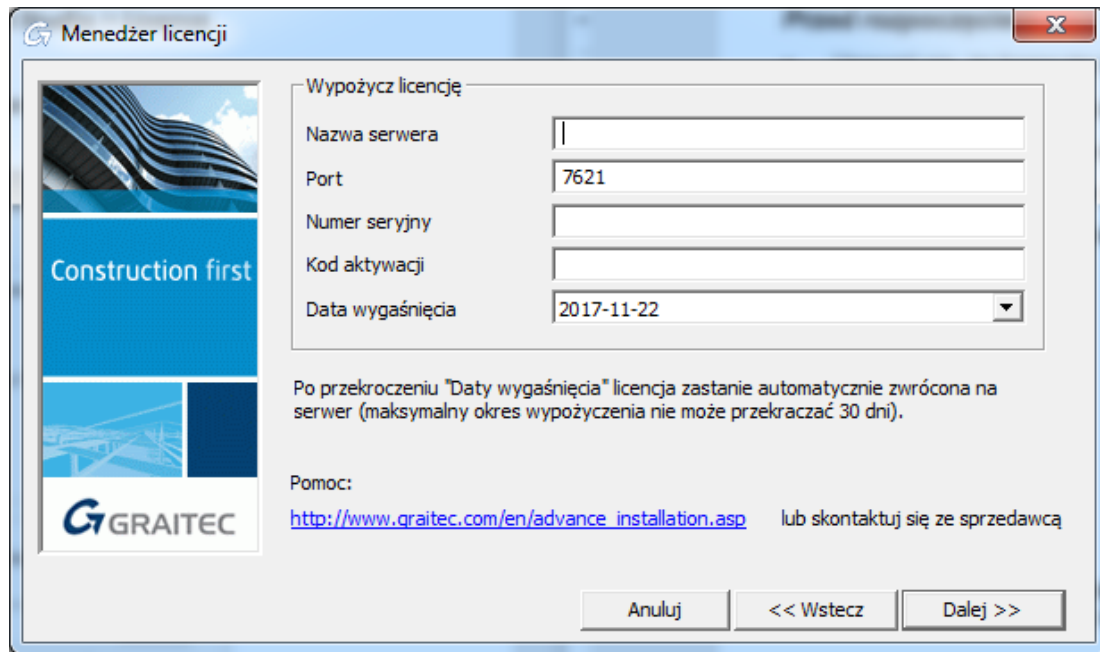 Menedżer licencji
Wypożycz licencję
Nazwa serwera
Port 7621
Numer seryjny
Kod aktywacji
Data wygaśnięcia 2017-11-22
Construction first
Po przekroczeniu "Daty wygaśnięcia" licencja zastanie automatycznie zwrócona na
serwer (maksymalny okres wypożyczenia nie może przekraczać 30 dni).
Pomoc:
http://www.graitec.com/en/advance_installation.asp lub skontaktuj się ze sprzedawcą
GRAITEC
Anuluj << Wstecz Dalej >>